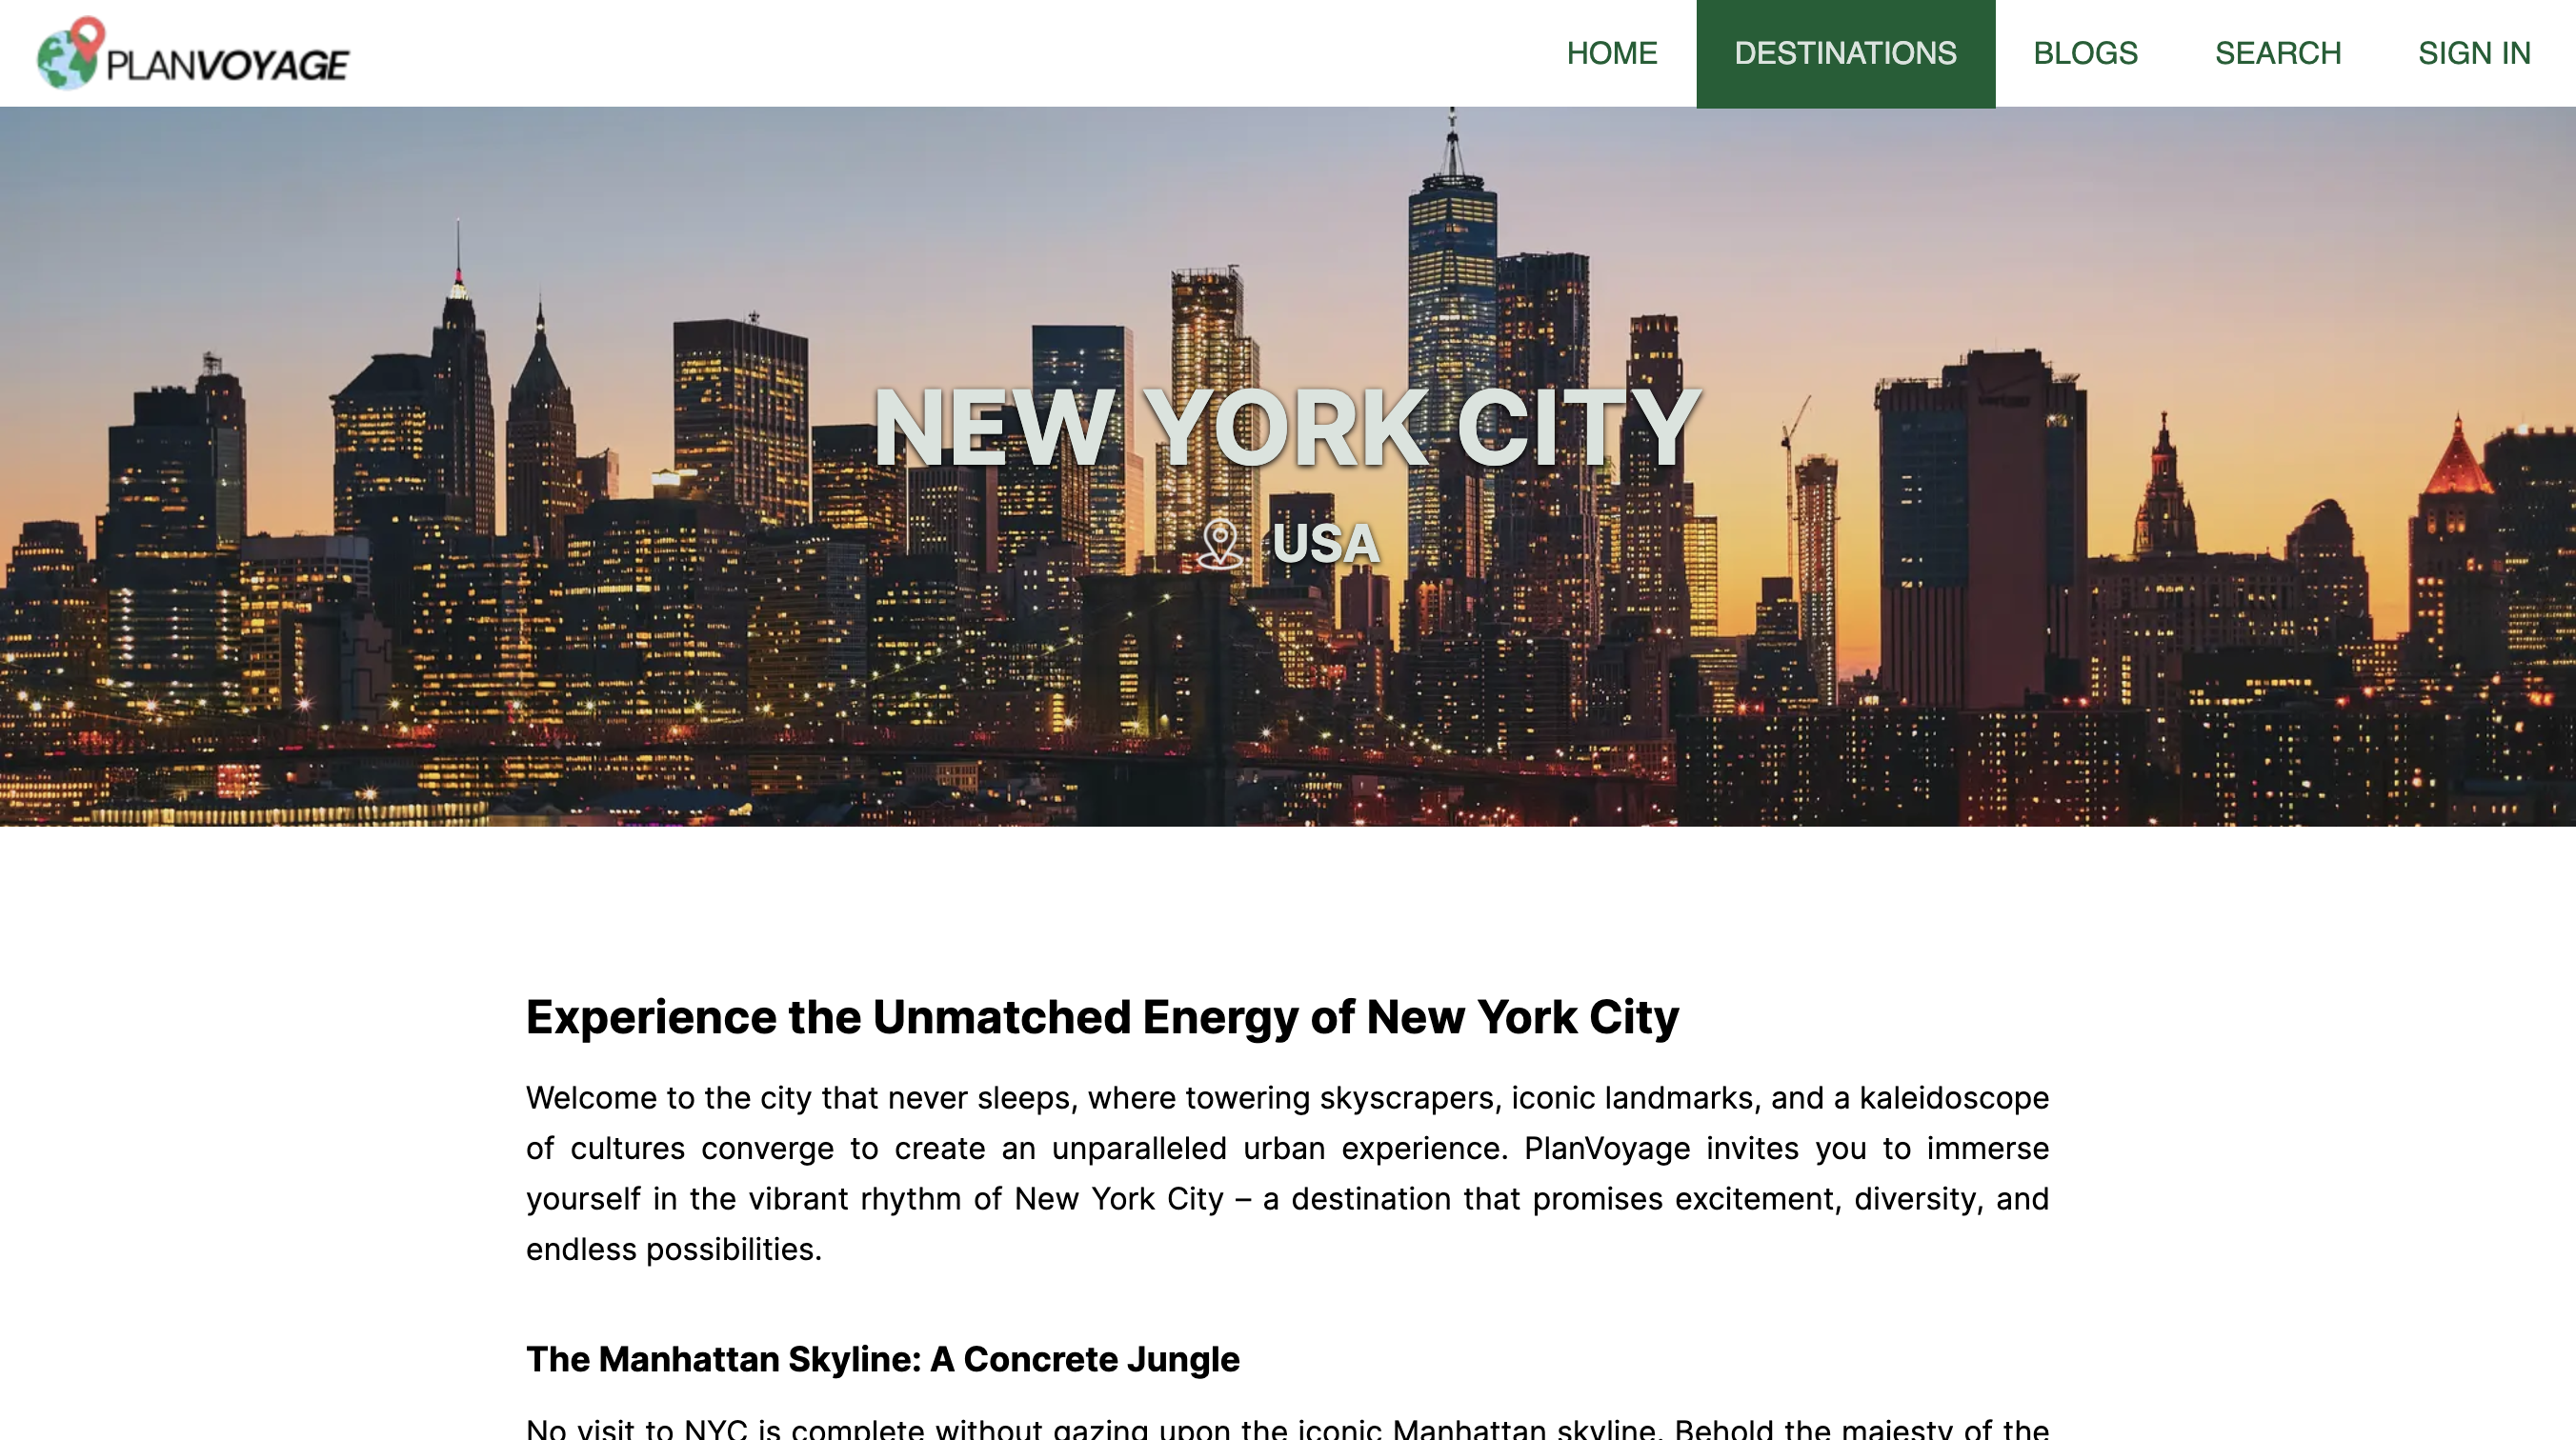 PLANVOYAGE
HOME
DESTINATIONS
BLOGS
SEARCH
SIGN IN
NEW YORK CITY
USA
Experience the Unmatched Energy of New York City
Welcome to the city that never sleeps, where towering skyscrapers, iconic landmarks, and a kaleidoscope
of cultures converge to create an unparalleled urban experience. PlanVoyage invites you to immerse
yourself in the vibrant rhythm of New York City – a destination that promises excitement, diversity, and
endless possibilities.
The Manhattan Skyline: A Concrete Jungle
No visit to NYC is complete without gazing upon the iconic Manhattan skyline. Behold the majesty of the